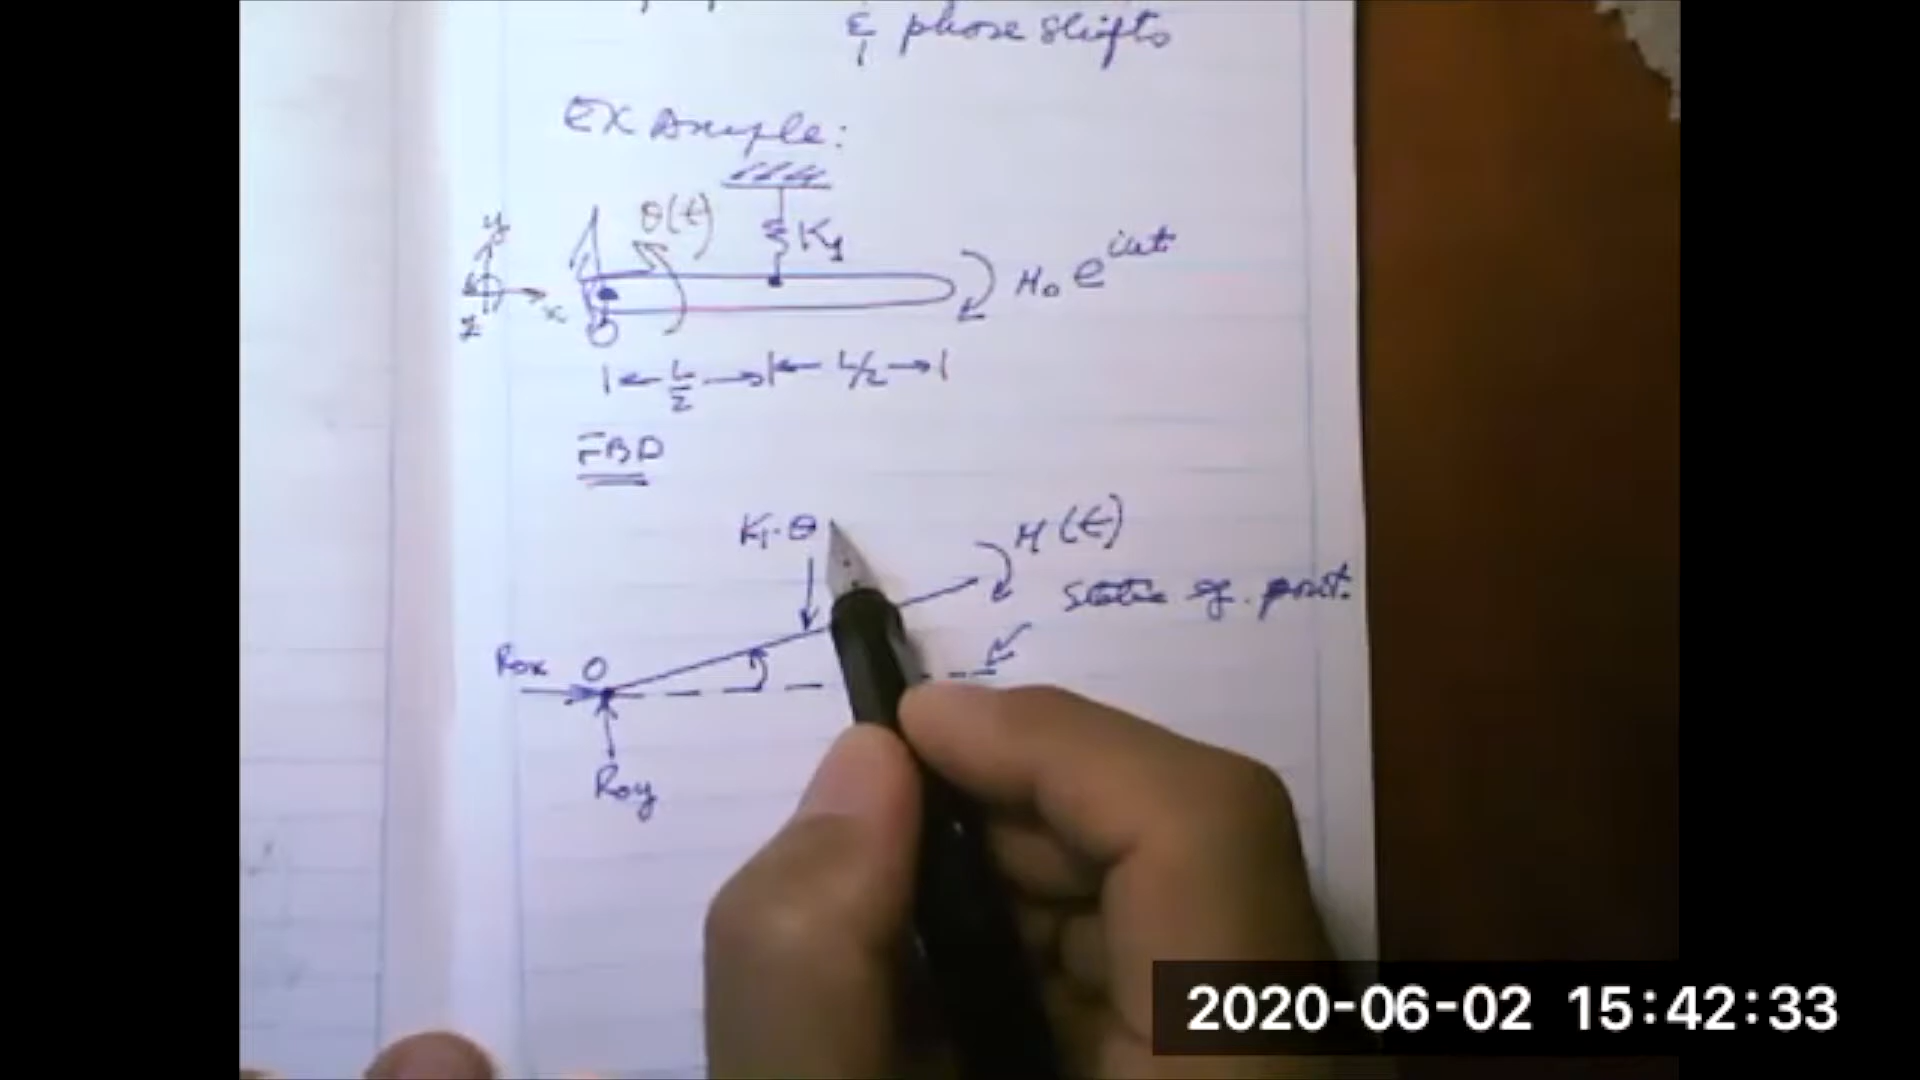 & phase shifts
Example:
θ(t)
K₁
y
x
z
O
M₀ e^{iωt}
L/2
L/2
FBD
K₁·θ
M(t)
Static eq. posit.
Rox
O
Roy
2020-06-02 15:42:33